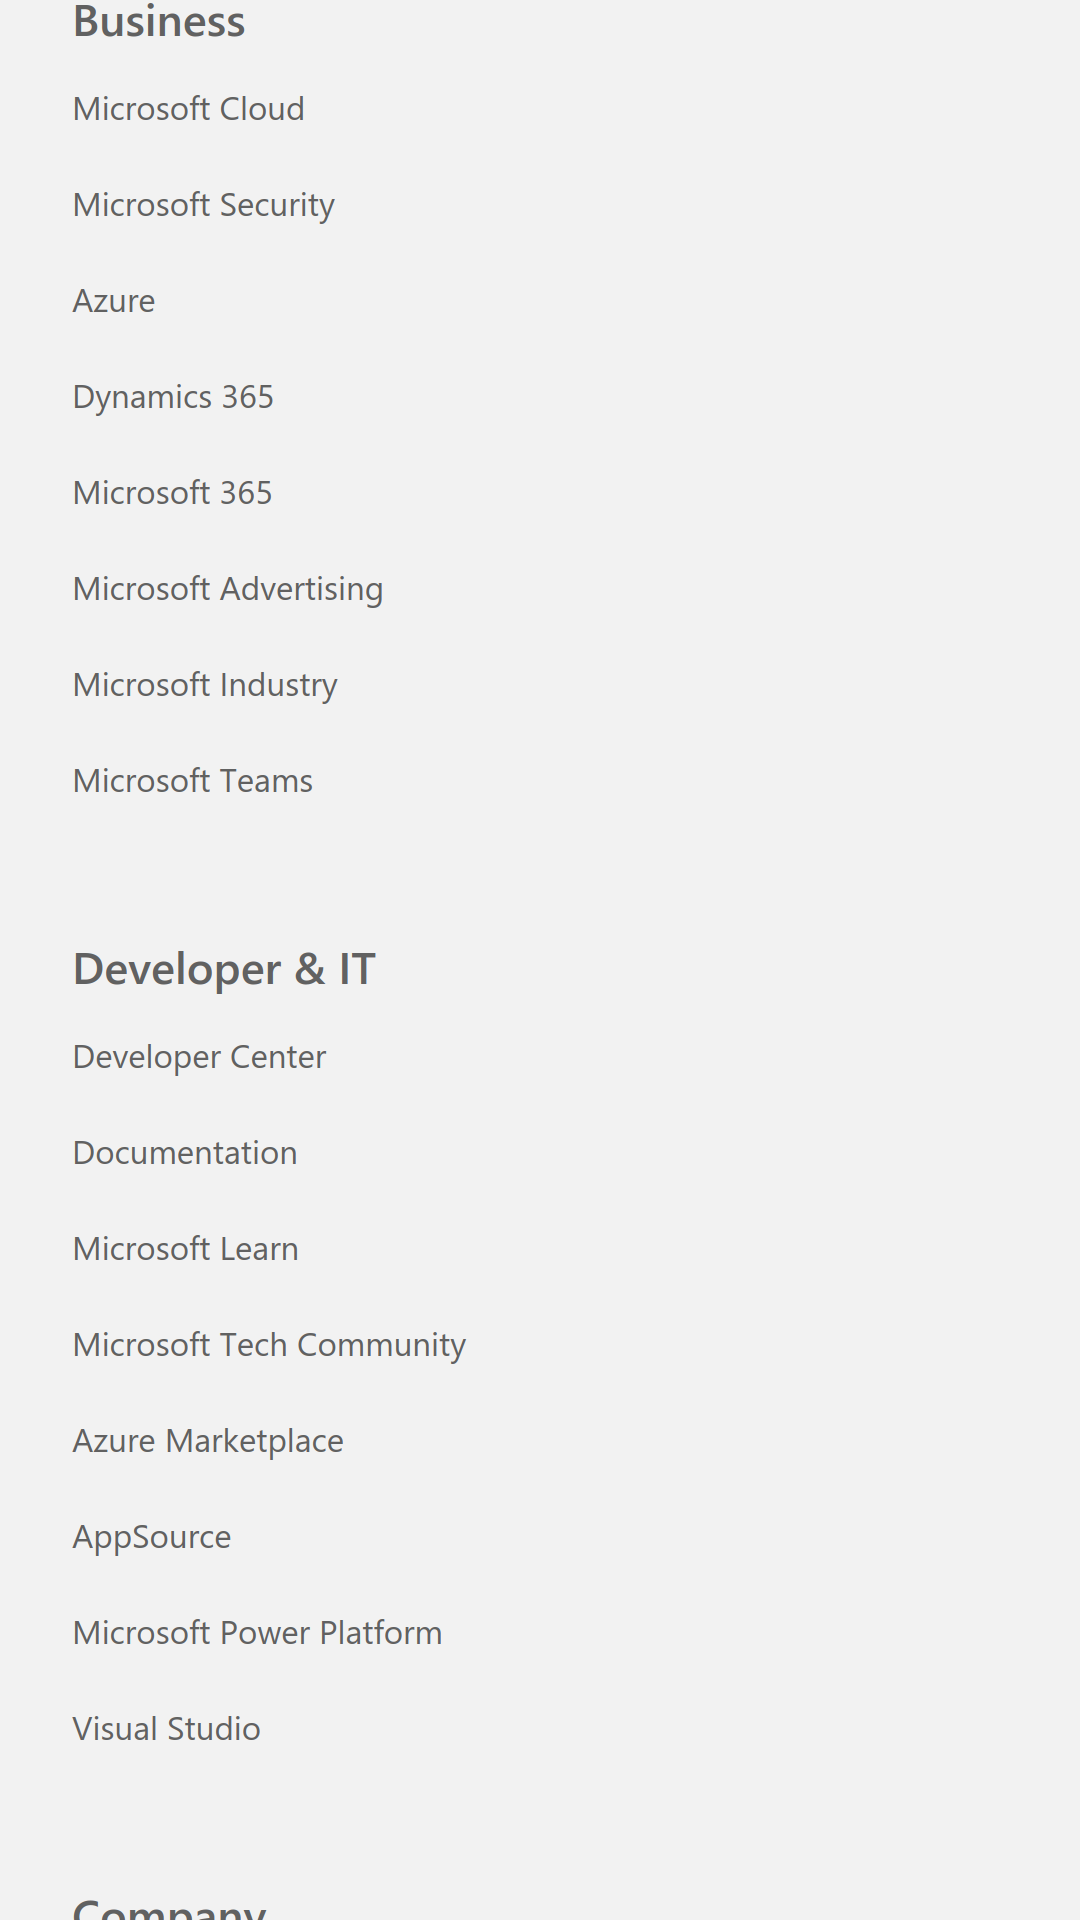 Business
Microsoft Cloud
Microsoft Security
Azure
Dynamics 365
Microsoft 365
Microsoft Advertising
Microsoft Industry
Microsoft Teams
Developer & IT
Developer Center
Documentation
Microsoft Learn
Microsoft Tech Community
Azure Marketplace
AppSource
Microsoft Power Platform
Visual Studio
Company